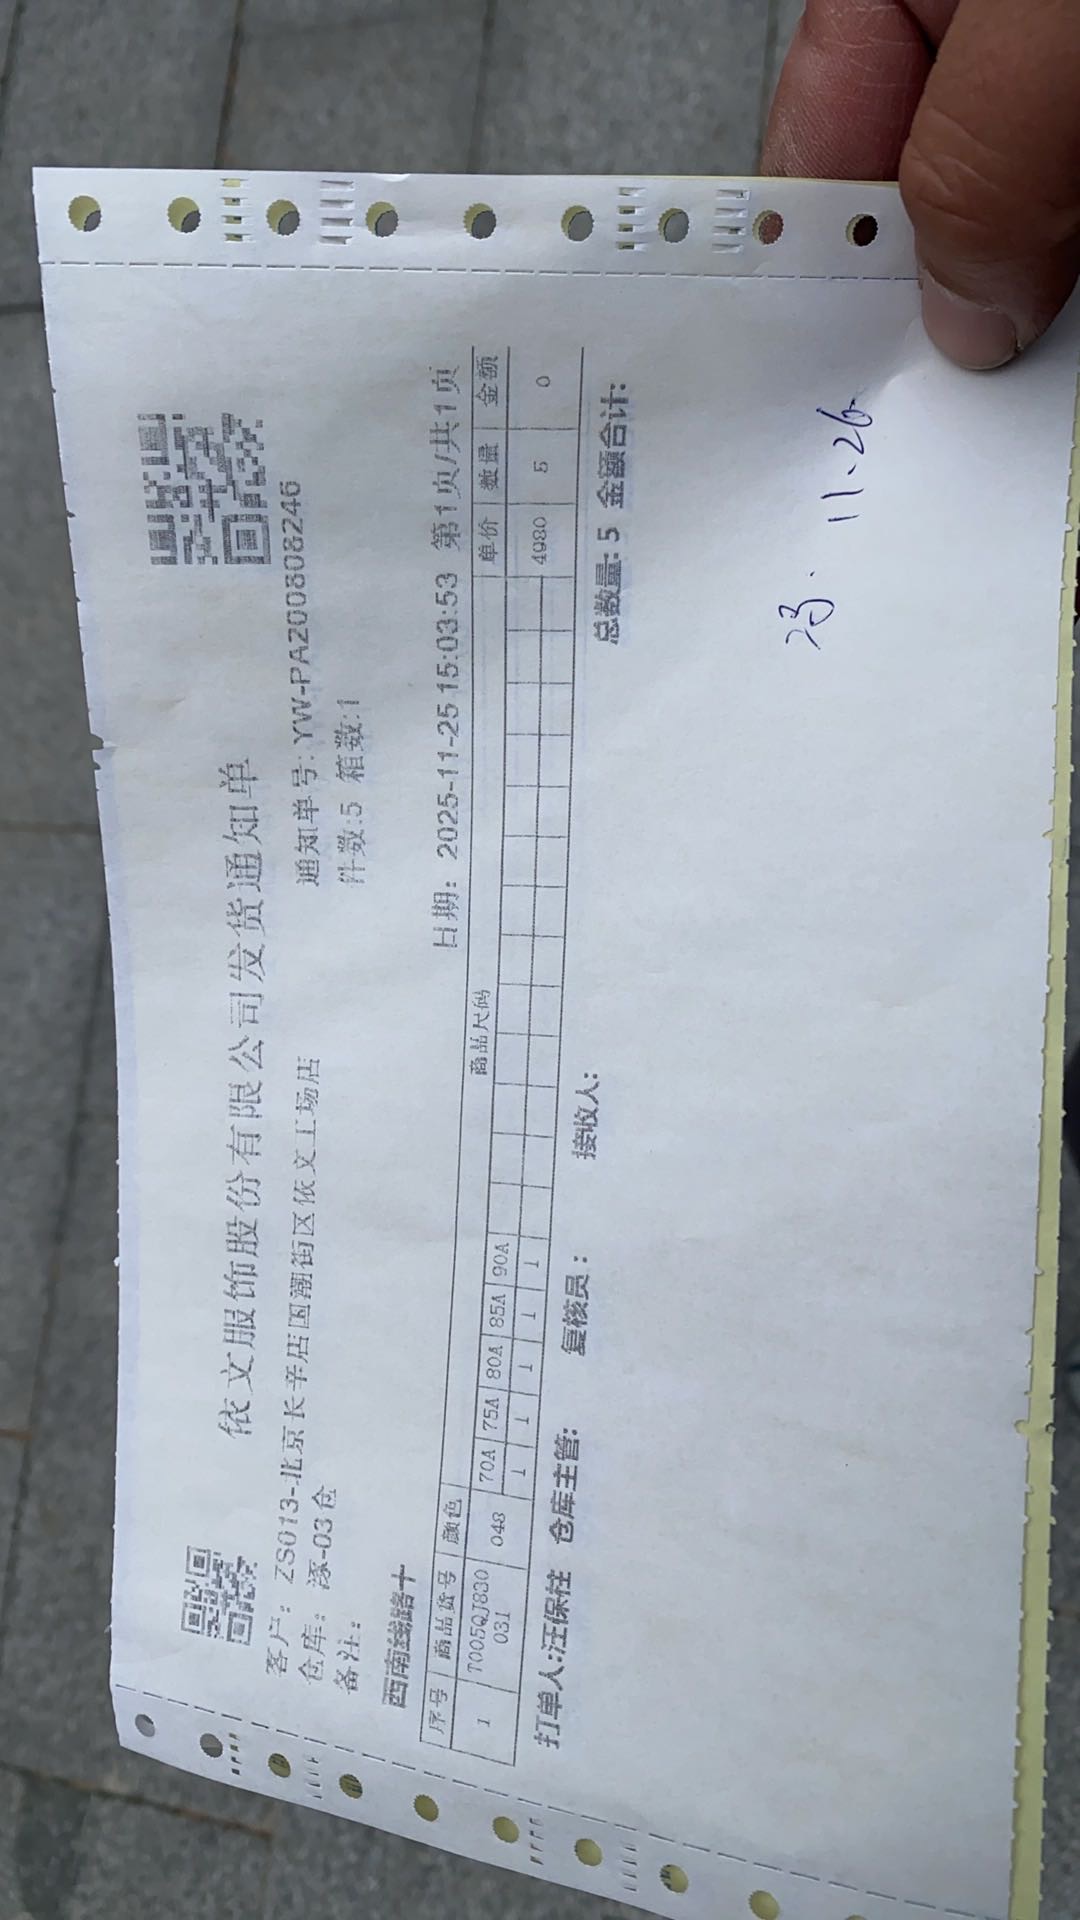 依文服饰股份有限公司发货通知单
客户: ZS013-北京长辛店国潮街区依文工场店
通知单号: YW-PA200808246
仓库: 涿-03仓
件数:5 箱数:1
备注:
西南线路十
日期: 2025-11-25 15:03:53 第1页/共1页
序号 商品货号 颜色 商品尺码 单价 数量 金额
70A 75A 80A 85A 90A
1 T005QJ830031 048 1 1 1 1 1 4980 5 0
打单人:汪保柱 仓库主管: 复核员: 接收人: 总数量: 5 金额合计:
冯. 11.26